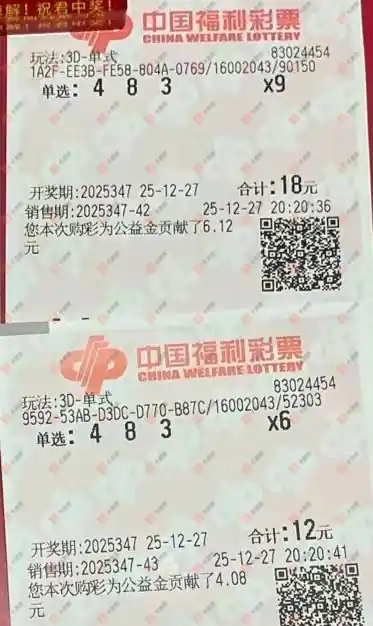 解！祝君中奖！
中国福利彩票
CHINA WELFARE LOTTERY
玩法:3D-单式 83024454
1A2F-EE3B-FE58-804A-0769/16002043/90150
单选: 4 8 3 x9
开奖期:2025347 25-12-27 合计:18元
销售期:2025347-42 25-12-27 20:20:36
您本次购彩为公益金贡献了6.12
元
中国福利彩票
CHINA WELFARE LOTTERY
玩法:3D-单式 83024454
9592-53AB-D3DC-D770-B87C/16002043/52303
单选: 4 8 3 x6
开奖期:2025347 25-12-27 合计:12元
销售期:2025347-43 25-12-27 20:20:41
您本次购彩为公益金贡献了4.08
元